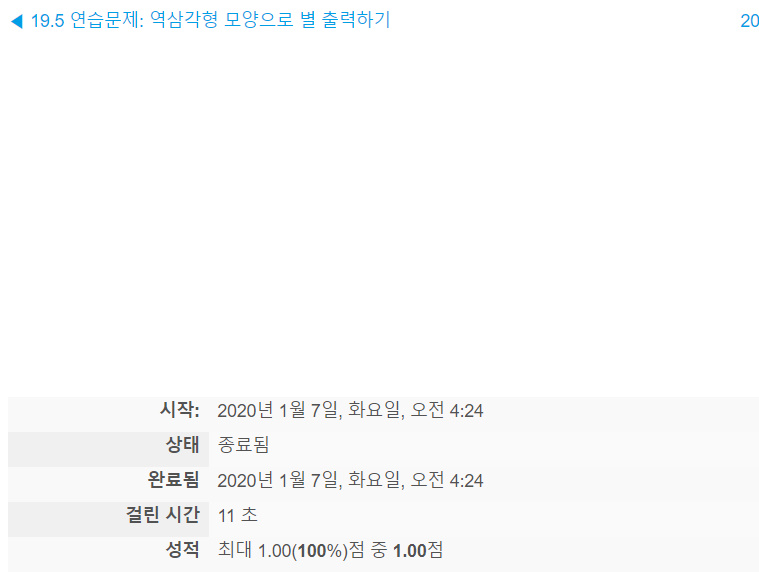 ◀ 19.5 연습문제: 역삼각형 모양으로 별 출력하기 20
시작: 2020년 1월 7일, 화요일, 오전 4:24
상태 종료됨
완료됨 2020년 1월 7일, 화요일, 오전 4:24
걸린 시간 11 초
성적 최대 1.00(100%)점 중 1.00점